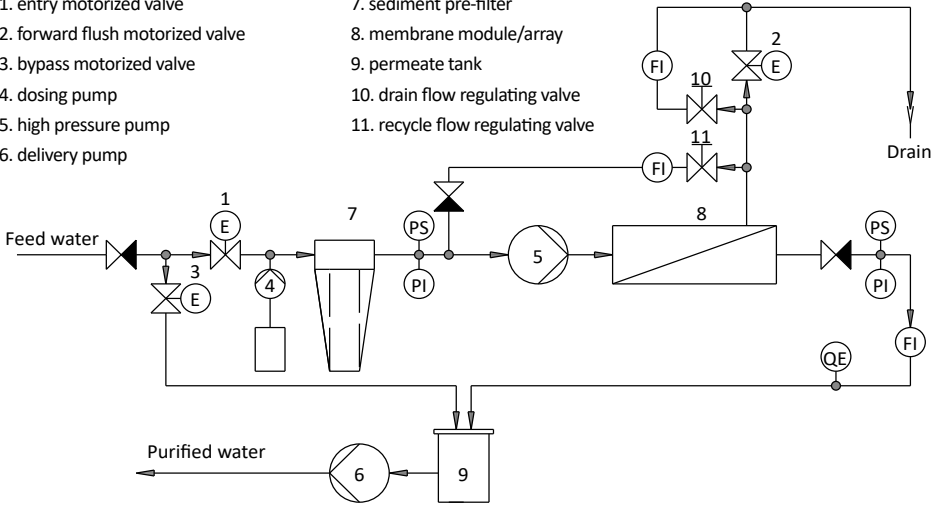 1. entry motorized valve
2. forward flush motorized valve
3. bypass motorized valve
4. dosing pump
5. high pressure pump
6. delivery pump
7. sediment pre-filter
8. membrane module/array
9. permeate tank
10. drain flow regulating valve
11. recycle flow regulating valve
2
FI
E
10
Drain
11
FI
1
7
PS
8
PS
E
Feed water
5
3
4
PI
PI
E
FI
QE
Purified water
6
9